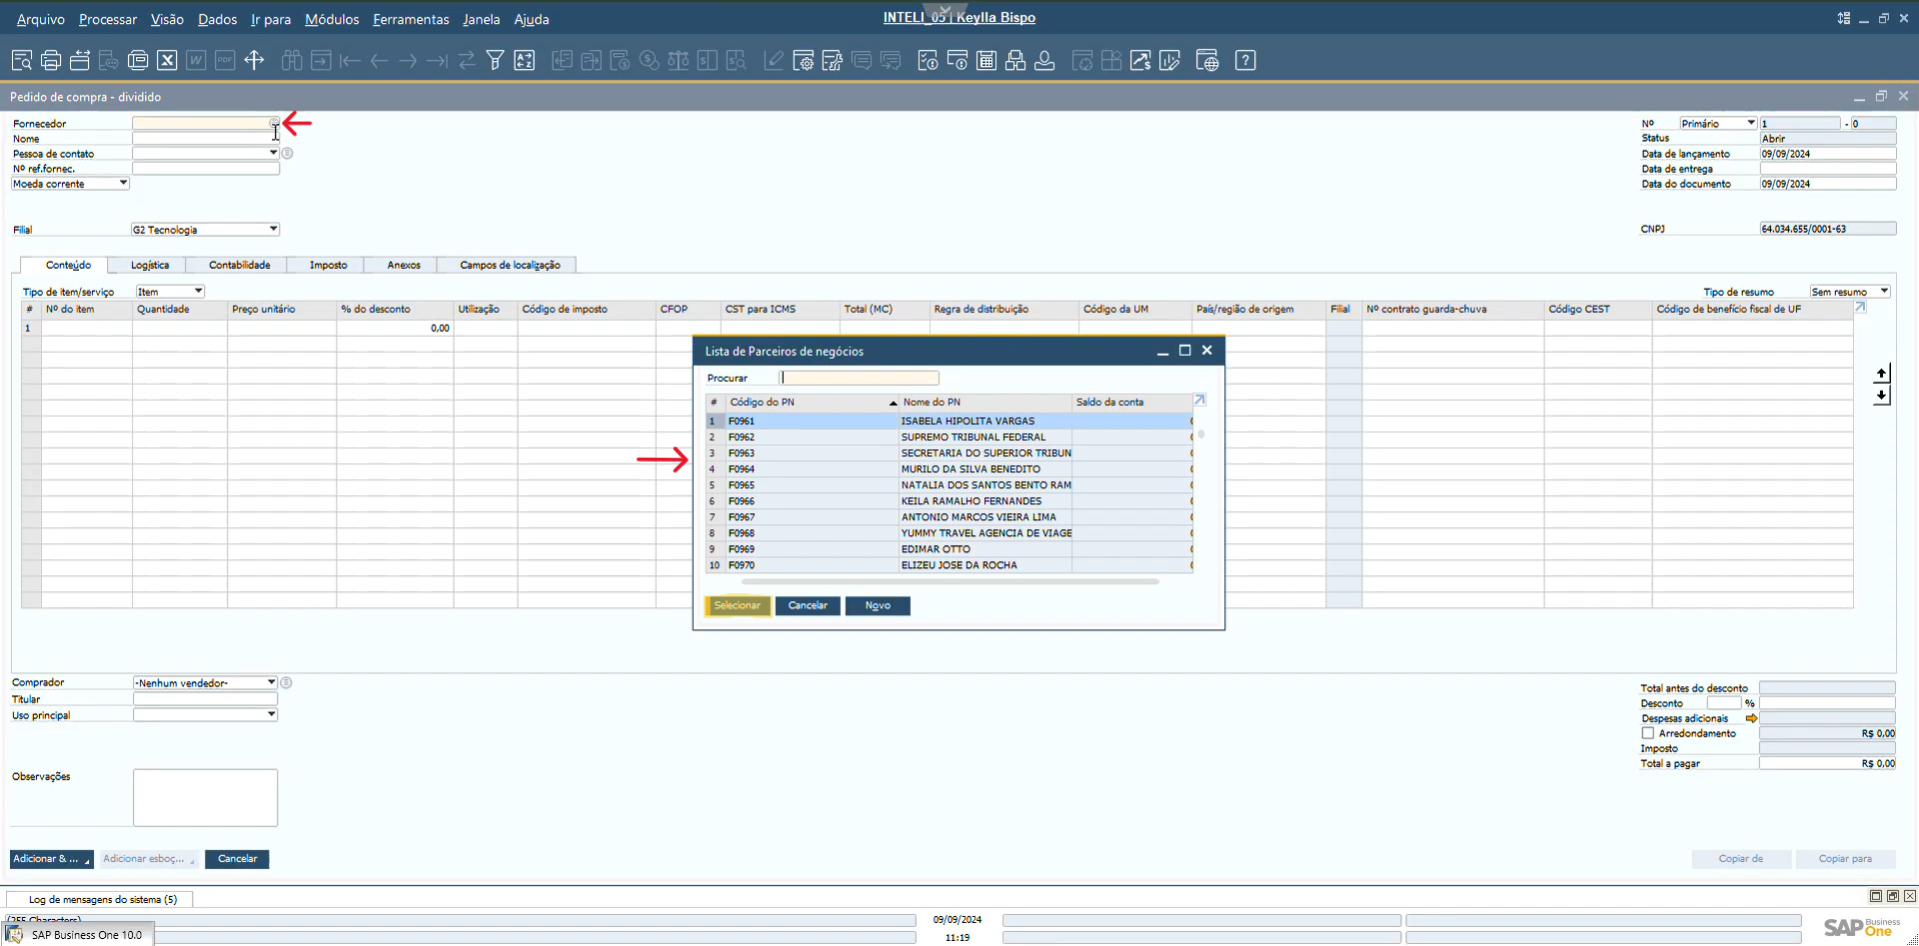 Arquivo Processar Visão Dados Ir para Módulos Ferramentas Janela Ajuda
INTELI_05 | Keylla Bispo
Pedido de compra - dividido
Fornecedor
Nome
Pessoa de contato
Nº ref.fornec.
Moeda corrente
Filial G2 Tecnologia
Nº Primário 1 - 0
Status Abrir
Data de lançamento 09/09/2024
Data de entrega
Data do documento 09/09/2024
CNPJ 64.034.655/0001-63
Conteúdo Logística Contabilidade Imposto Anexos Campos de localização
Tipo de item/serviço Item
Tipo de resumo Sem resumo
# Nº do item Quantidade Preço unitário % do desconto Utilização Código de imposto CFOP CST para ICMS Total (MC) Regra de distribuição Código da UM País/região de origem Filial Nº contrato guarda-chuva Código CEST Código de benefício fiscal de UF
1 0,00
Lista de Parceiros de negócios
Procurar
# Código do PN Nome do PN Saldo da conta
1 F0961 ISABELA HIPOLITA VARGAS
2 F0962 SUPREMO TRIBUNAL FEDERAL
3 F0963 SECRETARIA DO SUPERIOR TRIBUN
4 F0964 MURILO DA SILVA BENEDITO
5 F0965 NATALIA DOS SANTOS BENTO RAM
6 F0966 KEILA RAMALHO FERNANDES
7 F0967 ANTONIO MARCOS VIEIRA LIMA
8 F0968 YUMMY TRAVEL AGENCIA DE VIAGE
9 F0969 EDIMAR OTTO
10 F0970 ELIZEU JOSE DA ROCHA
Selecionar Cancelar Novo
Comprador -Nenhum vendedor-
Titular
Uso principal
Observações
Total antes do desconto
Desconto %
Despesas adicionais
Arredondamento R$ 0,00
Imposto
Total a pagar R$ 0,00
Adicionar & ... Adicionar esboç... Cancelar
Copiar de Copiar para
Log de mensagens do sistema (5)
(255 Characters)
09/09/2024
11:19
SAP Business One 10.0
SAP Business One